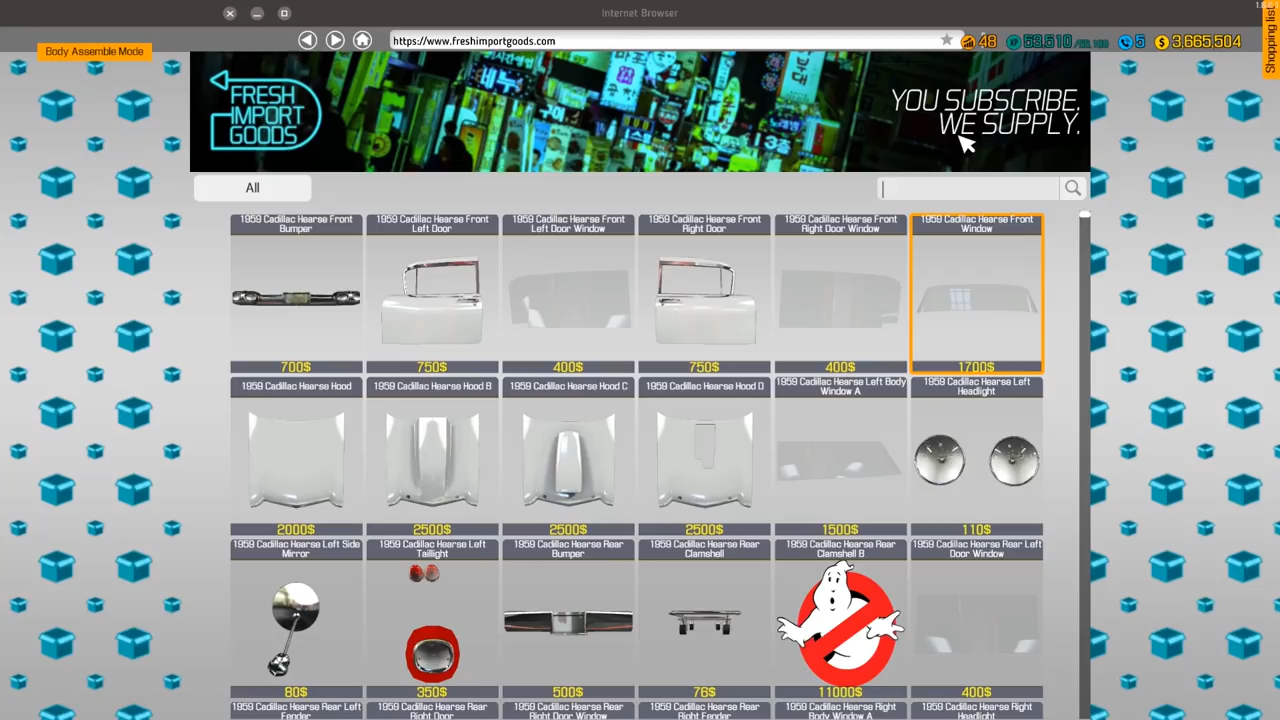 Internet Browser
1.8.2
Body Assemble Mode
https://www.freshimportgoods.com
48
5
3,665,504
Shopping list
FRESH
IMPORT
GOODS
YOU SUBSCRIBE.
WE SUPPLY.
All
1959 Cadillac Hearse Front
Bumper
1959 Cadillac Hearse Front
Left Door
1959 Cadillac Hearse Front
Left Door Window
1959 Cadillac Hearse Front
Right Door
1959 Cadillac Hearse Front
Right Door Window
1959 Cadillac Hearse Front
Window
700$
750$
400$
750$
400$
1700$
1959 Cadillac Hearse Hood
1959 Cadillac Hearse Hood B
1959 Cadillac Hearse Hood C
1959 Cadillac Hearse Hood D
1959 Cadillac Hearse Left Body
Window A
1959 Cadillac Hearse Left
Headlight
2000$
2500$
2500$
2500$
1500$
110$
1959 Cadillac Hearse Left Side
Mirror
1959 Cadillac Hearse Left
Taillight
1959 Cadillac Hearse Rear
Bumper
1959 Cadillac Hearse Rear
Clamshell
1959 Cadillac Hearse Rear
Clamshell B
1959 Cadillac Hearse Rear Left
Door Window
80$
350$
500$
76$
11000$
400$
1959 Cadillac Hearse Rear Left
Fender
1959 Cadillac Hearse Rear
Right Door
1959 Cadillac Hearse Rear
Right Door Window
1959 Cadillac Hearse Rear
Right Fender
1959 Cadillac Hearse Right
Body Window A
1959 Cadillac Hearse Right
Headlight